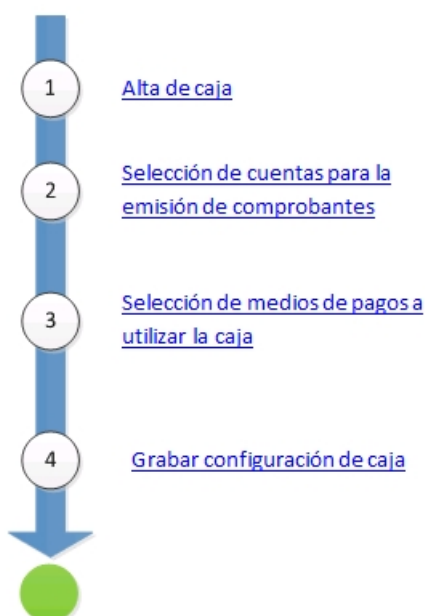 1
Alta de caja
2
Selección de cuentas para la
emisión de comprobantes
3
Selección de medios de pagos a
utilizar la caja
4
Grabar configuración de caja